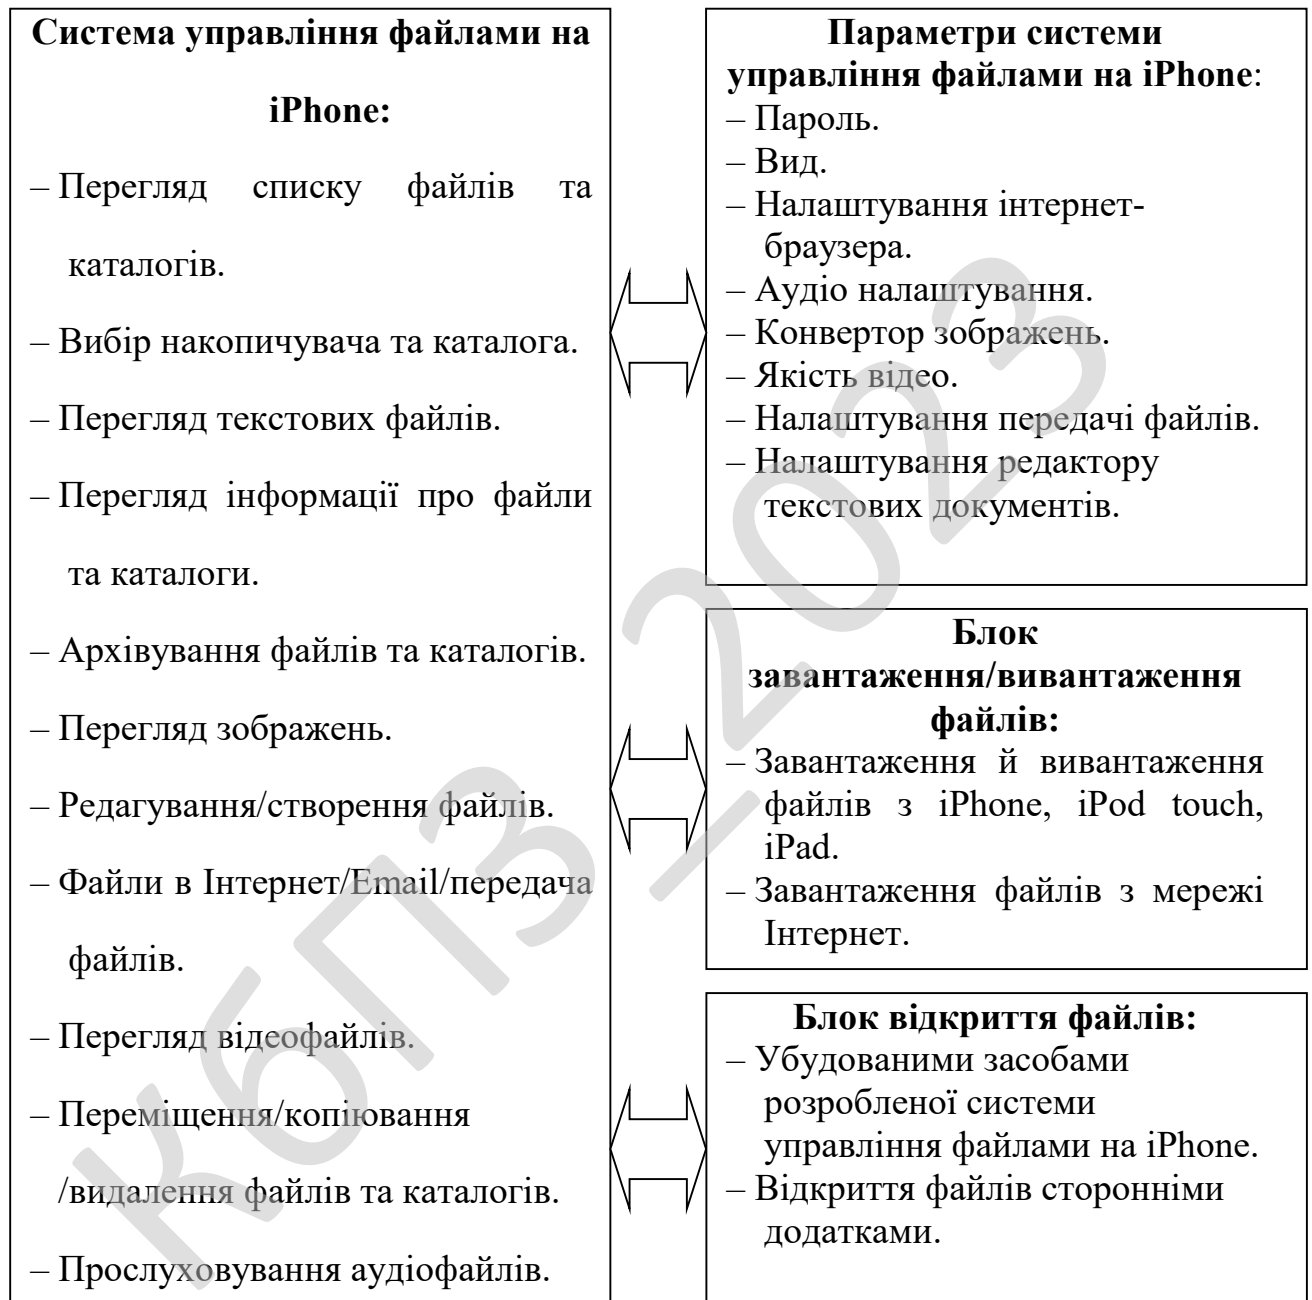 Система управління файлами на
iPhone:
– Перегляд списку файлів та
каталогів.
– Вибір накопичувача та каталога.
– Перегляд текстових файлів.
– Перегляд інформації про файли
та каталоги.
– Архівування файлів та каталогів.
– Перегляд зображень.
– Редагування/створення файлів.
– Файли в Інтернет/Email/передача
файлів.
– Перегляд відеофайлів.
– Переміщення/копіювання
/видалення файлів та каталогів.
– Прослуховування аудіофайлів.
Параметри системи
управління файлами на iPhone:
– Пароль.
– Вид.
– Налаштування інтернет-
браузера.
– Аудіо налаштування.
– Конвертор зображень.
– Якість відео.
– Налаштування передачі файлів.
– Налаштування редактору
текстових документів.
Блок
завантаження/вивантаження
файлів:
– Завантаження й вивантаження
файлів з iPhone, iPod touch,
iPad.
– Завантаження файлів з мережі
Інтернет.
Блок відкриття файлів:
– Убудованими засобами
розробленої системи
управління файлами на iPhone.
– Відкриття файлів сторонніми
додатками.
КбПЗ_2023